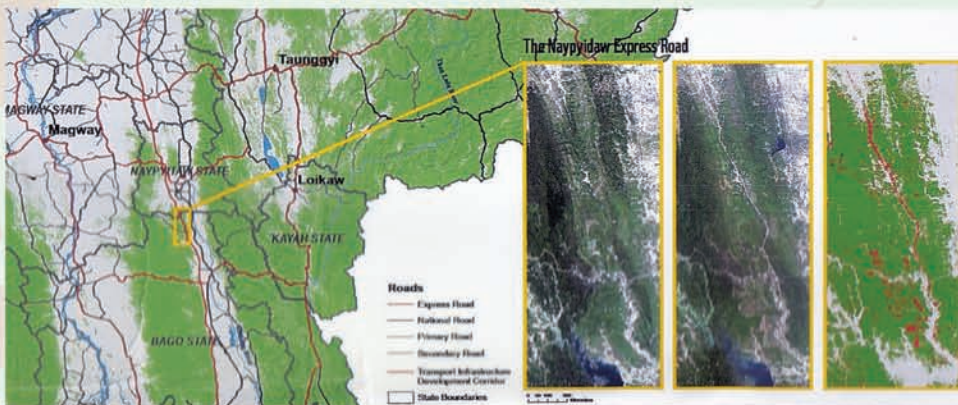 Taunggyi
The Naypyidaw Express Road
MAGWAY STATE
Magway
NAYPYIDAW STATE
Loikaw
KAYAH STATE
BAGO STATE
Roads
Express Road
National Road
Primary Road
Secondary Road
Transport Infrastructure
Development Corridor
State Boundaries